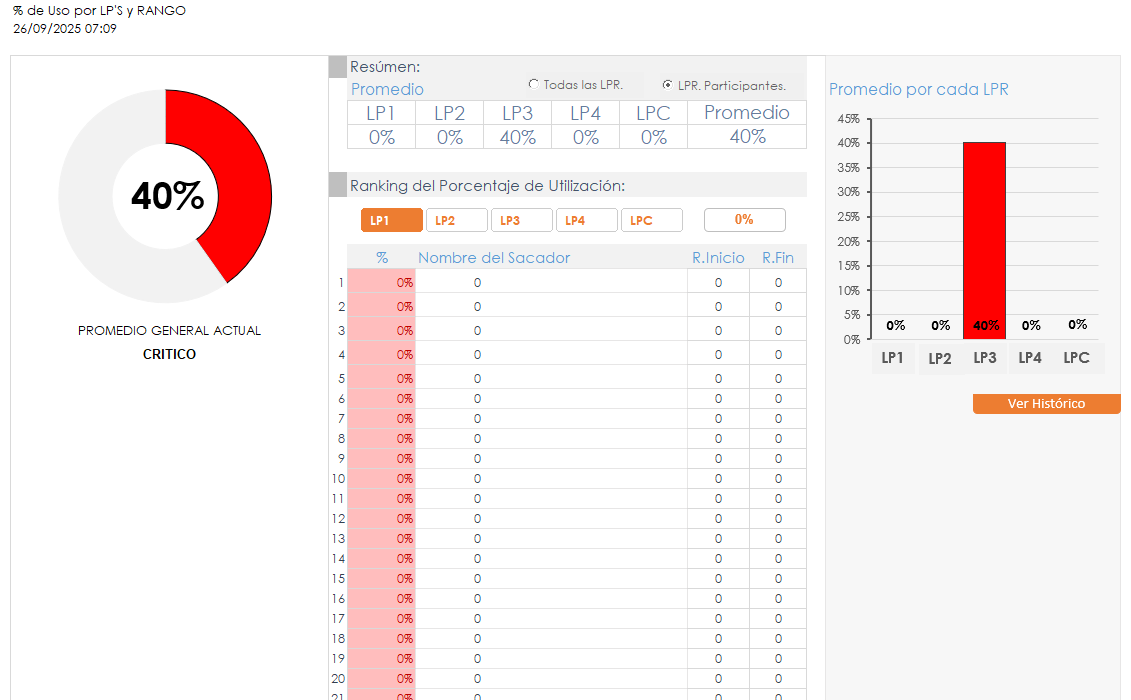 % de Uso por LP'S y RANGO
26/09/2025 07:09
40%
PROMEDIO GENERAL ACTUAL
CRITICO
Resúmen:
Todas las LPR. LPR. Participantes.
Promedio
LP1 LP2 LP3 LP4 LPC Promedio
0% 0% 40% 0% 0% 40%
Ranking del Porcentaje de Utilización:
LP1 LP2 LP3 LP4 LPC 0%
% Nombre del Sacador R.Inicio R.Fin
1 0% 0 0 0
2 0% 0 0 0
3 0% 0 0 0
4 0% 0 0 0
5 0% 0 0 0
6 0% 0 0 0
7 0% 0 0 0
8 0% 0 0 0
9 0% 0 0 0
10 0% 0 0 0
11 0% 0 0 0
12 0% 0 0 0
13 0% 0 0 0
14 0% 0 0 0
15 0% 0 0 0
16 0% 0 0 0
17 0% 0 0 0
18 0% 0 0 0
19 0% 0 0 0
20 0% 0 0 0
21 0% 0 0 0
Promedio por cada LPR
45%
40%
35%
30%
25%
20%
15%
10%
5%
0%
0% 0% 40% 0% 0%
LP1 LP2 LP3 LP4 LPC
Ver Histórico